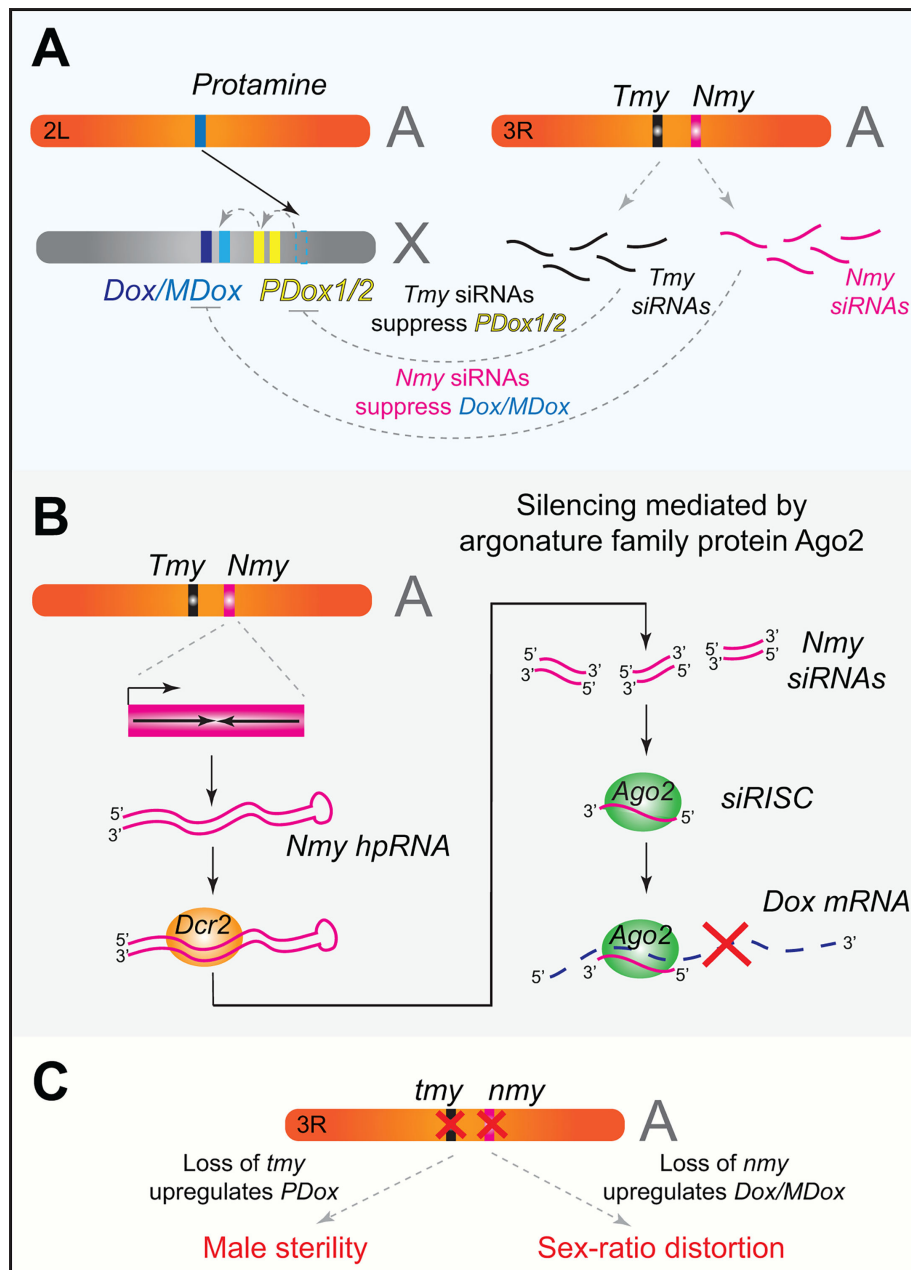 A
Protamine
2L
A
Tmy Nmy
3R
A
X
Dox/MDox
PDox1/2
Tmy siRNAs
suppress PDox1/2
Tmy
siRNAs
Nmy
siRNAs
Nmy siRNAs
suppress Dox/MDox
B
Silencing mediated by
argonature family protein Ago2
Tmy Nmy
A
5’
3’
Nmy hpRNA
Dcr2
5’
3’
5’
3’
3’
5’
5’
3’
3’
5’
5’
3’
3’
5’
Nmy
siRNAs
Ago2
3’
5’
siRISC
Dox mRNA
Ago2
3’
5’
3’
5’
C
tmy nmy
3R
A
Loss of tmy
upregulates PDox
Loss of nmy
upregulates Dox/MDox
Male sterility
Sex-ratio distortion